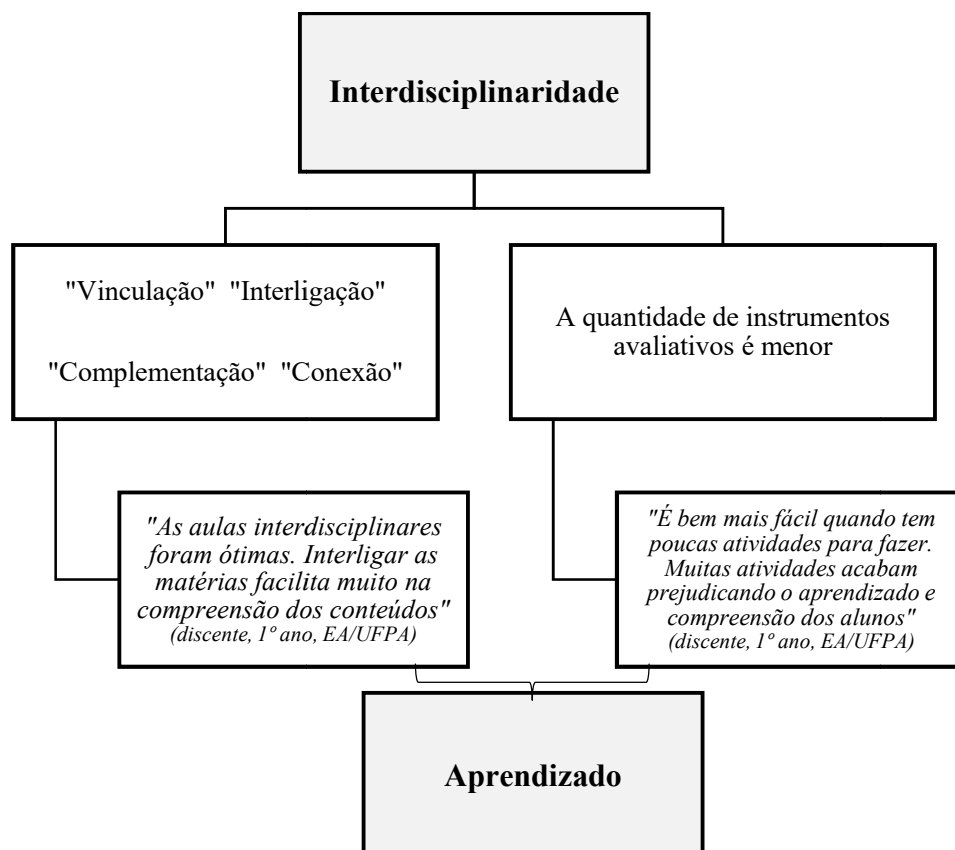 Interdisciplinaridade
"Vinculação" "Interligação"
"Complementação" "Conexão"
A quantidade de instrumentos
avaliativos é menor
"As aulas interdisciplinares
foram ótimas. Interligar as
matérias facilita muito na
compreensão dos conteúdos"
(discente, 1º ano, EA/UFPA)
"É bem mais fácil quando tem
poucas atividades para fazer.
Muitas atividades acabam
prejudicando o aprendizado e
compreensão dos alunos"
(discente, 1º ano, EA/UFPA)
Aprendizado